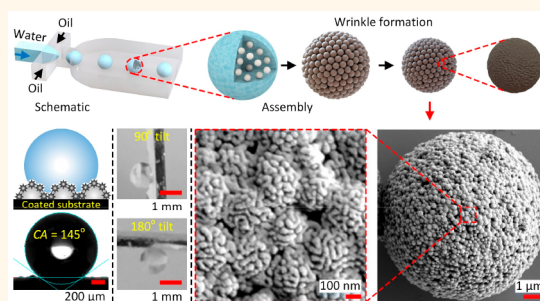 Oil
Water
Oil
Schematic
Assembly
Wrinkle formation
Coated substrate
CA = 145°
200 µm
90° tilt
1 mm
180° tilt
1 mm
100 nm
1 µm